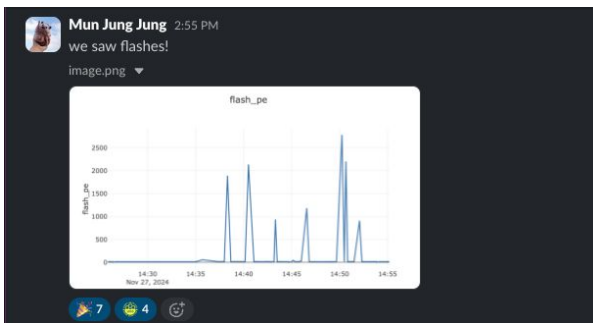 Mun Jung Jung 2:55 PM
we saw flashes!
image.png
flash_pe
2500
2000
1500
1000
500
0
flash_pe
14:30
14:35
14:40
14:45
14:50
14:55
Nov 27, 2024
7
4